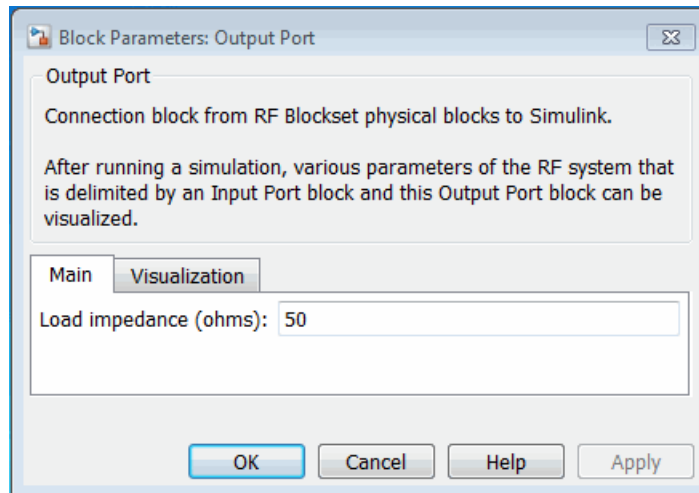 Block Parameters: Output Port
Output Port
Connection block from RF Blockset physical blocks to Simulink.
After running a simulation, various parameters of the RF system that
is delimited by an Input Port block and this Output Port block can be
visualized.
Main Visualization
Load impedance (ohms): 50
OK Cancel Help Apply